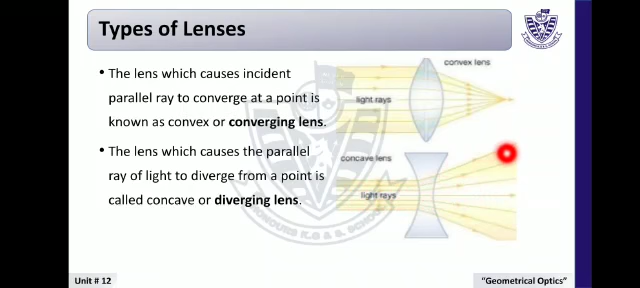 Types of Lenses
• The lens which causes incident
parallel ray to converge at a point is
known as convex or converging lens.
• The lens which causes the parallel
ray of light to diverge from a point is
called concave or diverging lens.
convex lens
light rays
concave lens
light rays
Unit # 12
"Geometrical Optics"